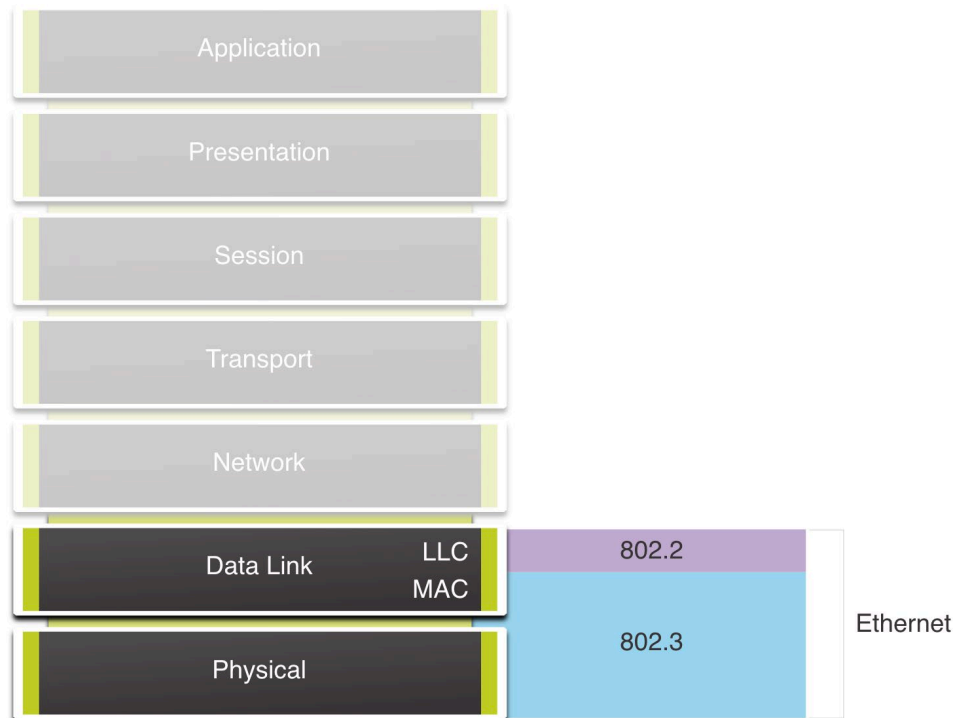 Application
Presentation
Session
Transport
Network
Data Link
LLC
MAC
802.2
802.3
Ethernet
Physical